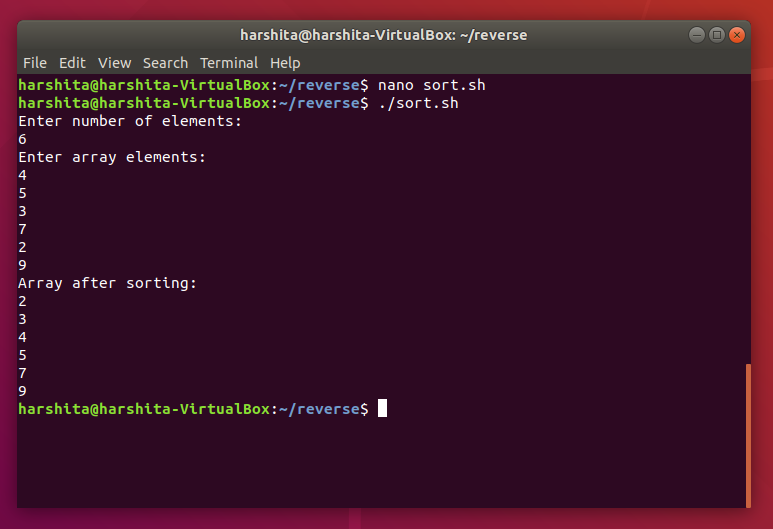 harshita@harshita-VirtualBox: ~/reverse
File Edit View Search Terminal Help
harshita@harshita-VirtualBox:~/reverse$ nano sort.sh
harshita@harshita-VirtualBox:~/reverse$ ./sort.sh
Enter number of elements:
6
Enter array elements:
4
5
3
7
2
9
Array after sorting:
2
3
4
5
7
9
harshita@harshita-VirtualBox:~/reverse$